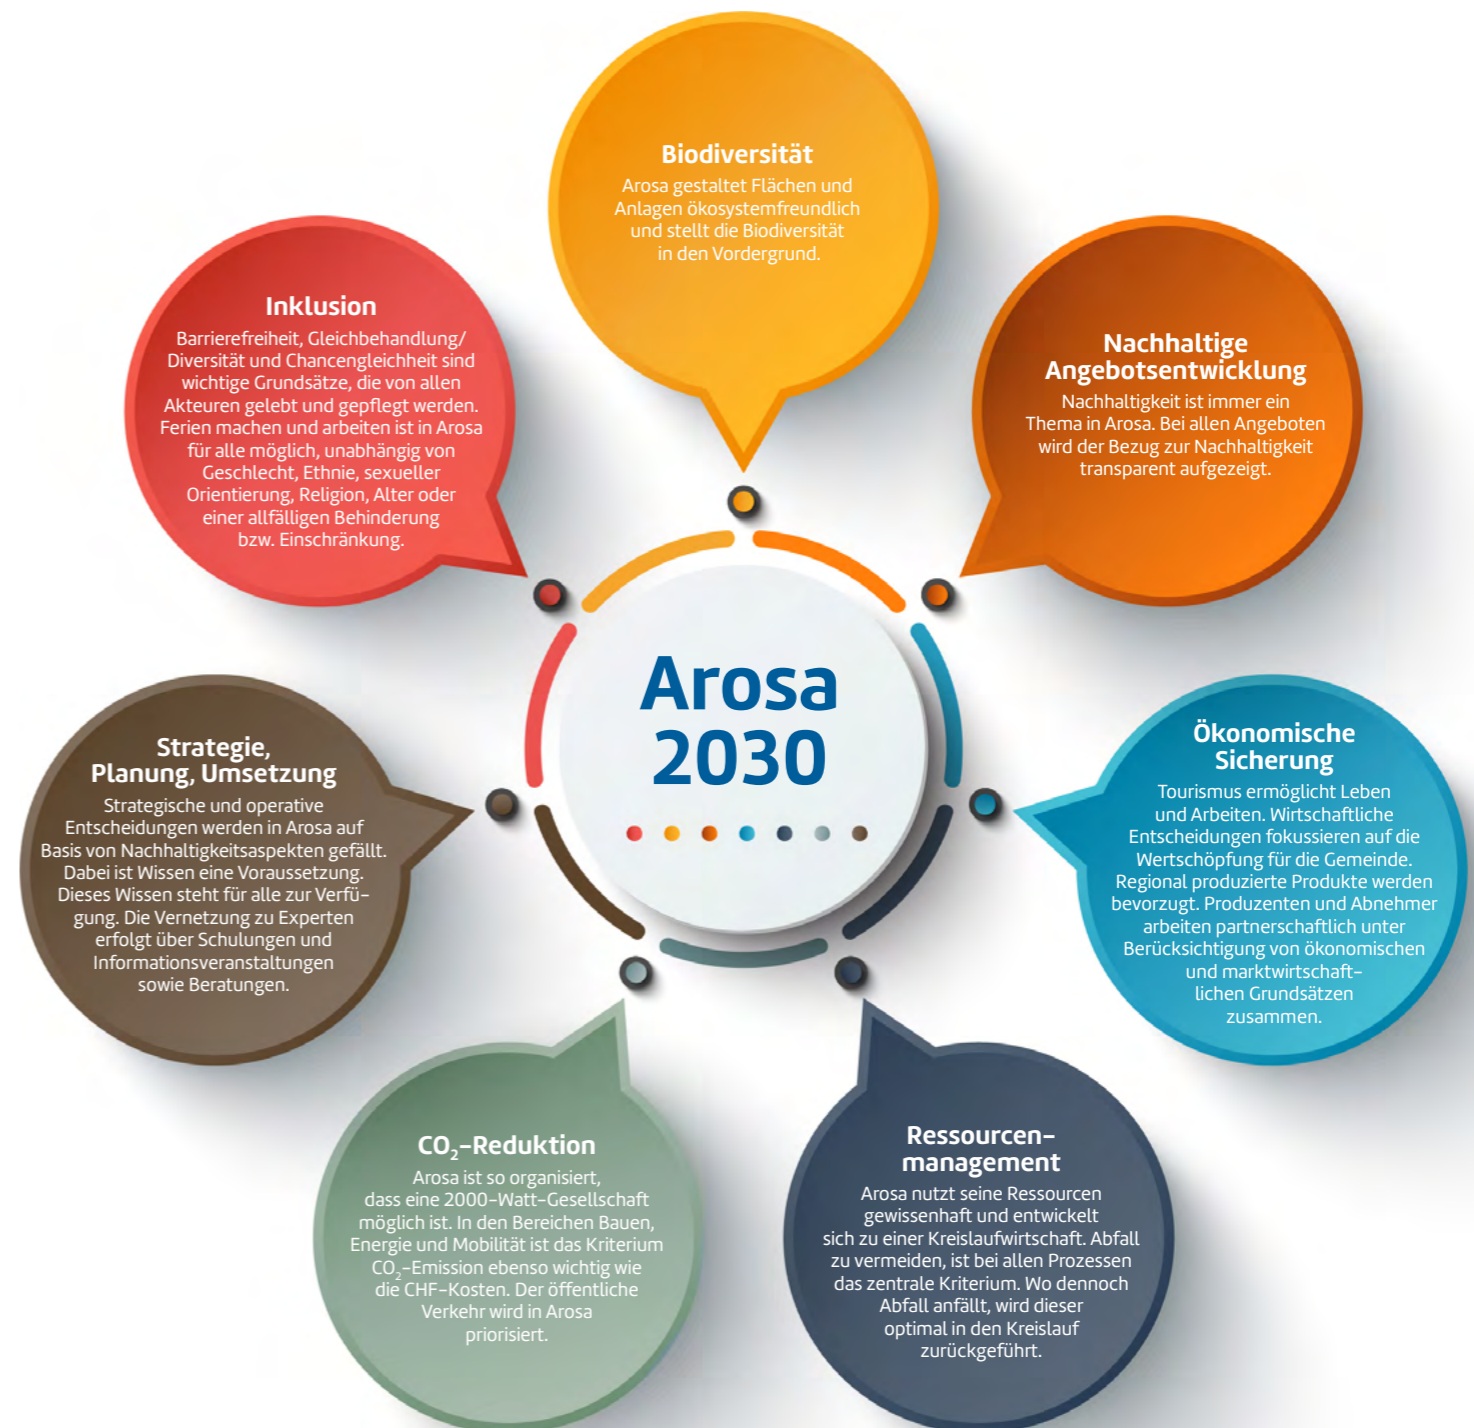 Biodiversität
Arosa gestaltet Flächen und
Anlagen ökosystemfreundlich
und stellt die Biodiversität
in den Vordergrund.
Inklusion
Barrierefreiheit, Gleichbehandlung/
Diversität und Chancengleichheit sind
wichtige Grundsätze, die von allen
Akteuren gelebt und gepflegt werden.
Ferien machen und arbeiten ist in Arosa
für alle möglich, unabhängig von
Geschlecht, Ethnie, sexueller
Orientierung, Religion, Alter oder
einer allfälligen Behinderung
bzw. Einschränkung.
Nachhaltige
Angebotsentwicklung
Nachhaltigkeit ist immer ein
Thema in Arosa. Bei allen Angeboten
wird der Bezug zur Nachhaltigkeit
transparent aufgezeigt.
Arosa
2030
Strategie,
Planung, Umsetzung
Strategische und operative
Entscheidungen werden in Arosa auf
Basis von Nachhaltigkeitsaspekten gefällt.
Dabei ist Wissen eine Voraussetzung.
Dieses Wissen steht für alle zur Verfü-
gung. Die Vernetzung zu Experten
erfolgt über Schulungen und
Informationsveranstaltungen
sowie Beratungen.
Ökonomische
Sicherung
Tourismus ermöglicht Leben
und Arbeiten. Wirtschaftliche
Entscheidungen fokussieren auf die
Wertschöpfung für die Gemeinde.
Regional produzierte Produkte werden
bevorzugt. Produzenten und Abnehmer
arbeiten partnerschaftlich unter
Berücksichtigung von ökonomischen
und marktwirtschaft-
lichen Grundsätzen
zusammen.
CO₂-Reduktion
Arosa ist so organisiert,
dass eine 2000-Watt-Gesellschaft
möglich ist. In den Bereichen Bauen,
Energie und Mobilität ist das Kriterium
CO₂-Emission ebenso wichtig wie
die CHF-Kosten. Der öffentliche
Verkehr wird in Arosa
priorisiert.
Ressourcen-
management
Arosa nutzt seine Ressourcen
gewissenhaft und entwickelt
sich zu einer Kreislaufwirtschaft. Abfall
zu vermeiden, ist bei allen Prozessen
das zentrale Kriterium. Wo dennoch
Abfall anfällt, wird dieser
optimal in den Kreislauf
zurückgeführt.